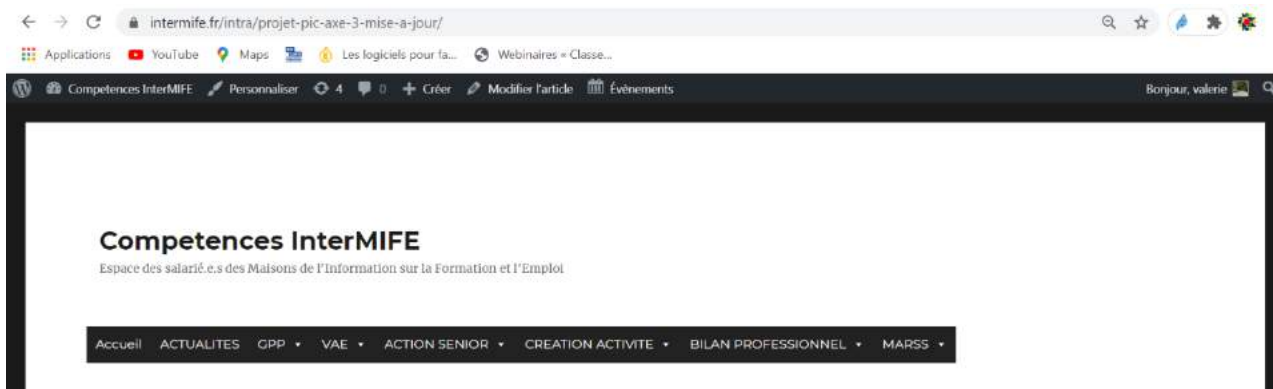 intermife.fr/intra/projet-pic-axe-3-mise-a-jour/
Applications YouTube Maps Les logiciels pour fa... Webinaires « Classe...
Competences InterMIFE Personnaliser 4 0 Créer Modifier l'article Évènements Bonjour, valerie
Competences InterMIFE
Espace des salarié.e.s des Maisons de l'Information sur la Formation et l'Emploi
Accueil ACTUALITES GPP VAE ACTION SENIOR CREATION ACTIVITE BILAN PROFESSIONNEL MARSS